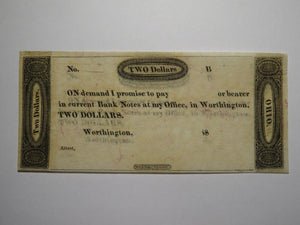 No. TWO Dollars. B
ON demand I promise to pay or bearer
in current Bank Notes at my Office, in Worthington.
TWO DOLLARS.
Worthington, 18
Attest,
Two Dollars.
OHIO